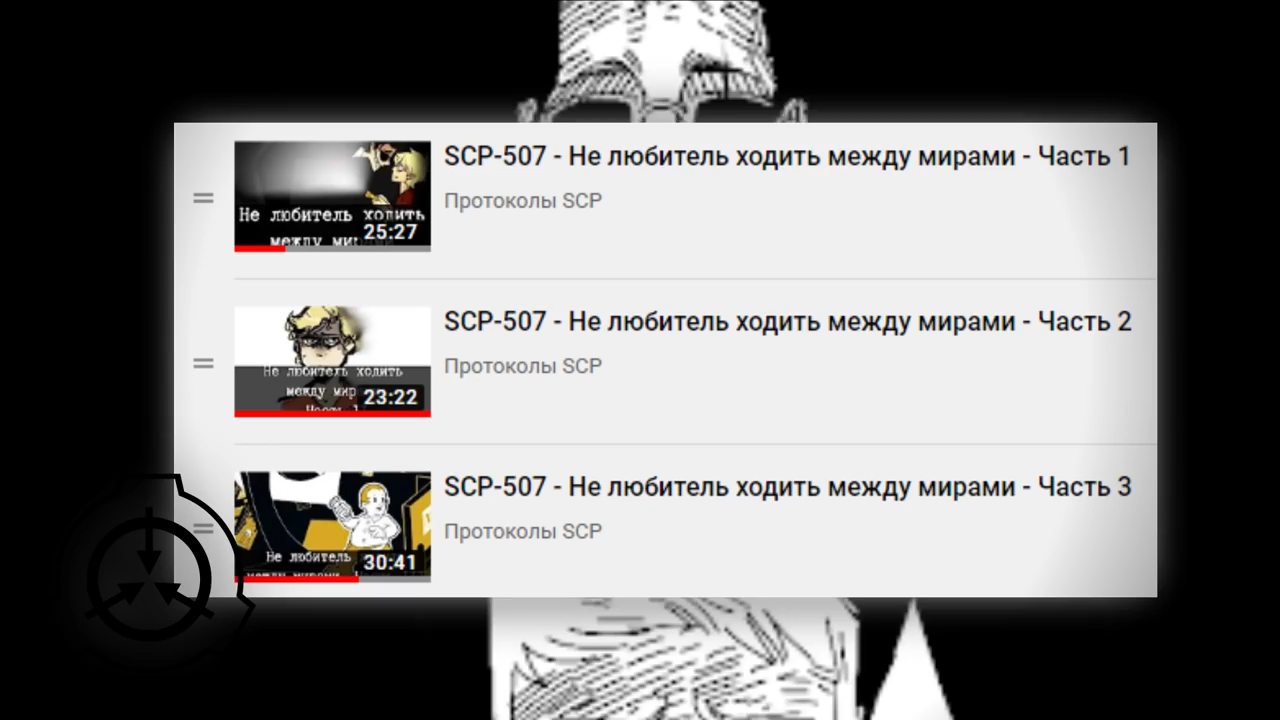 SCP-507 - Не любитель ходить между мирами - Часть 1
Протоколы SCP
Не любитель ходить
25:27
SCP-507 - Не любитель ходить между мирами - Часть 2
Протоколы SCP
Не любитель ходить
между мир
23:22
SCP-507 - Не любитель ходить между мирами - Часть 3
Протоколы SCP
Не любитель
30:41